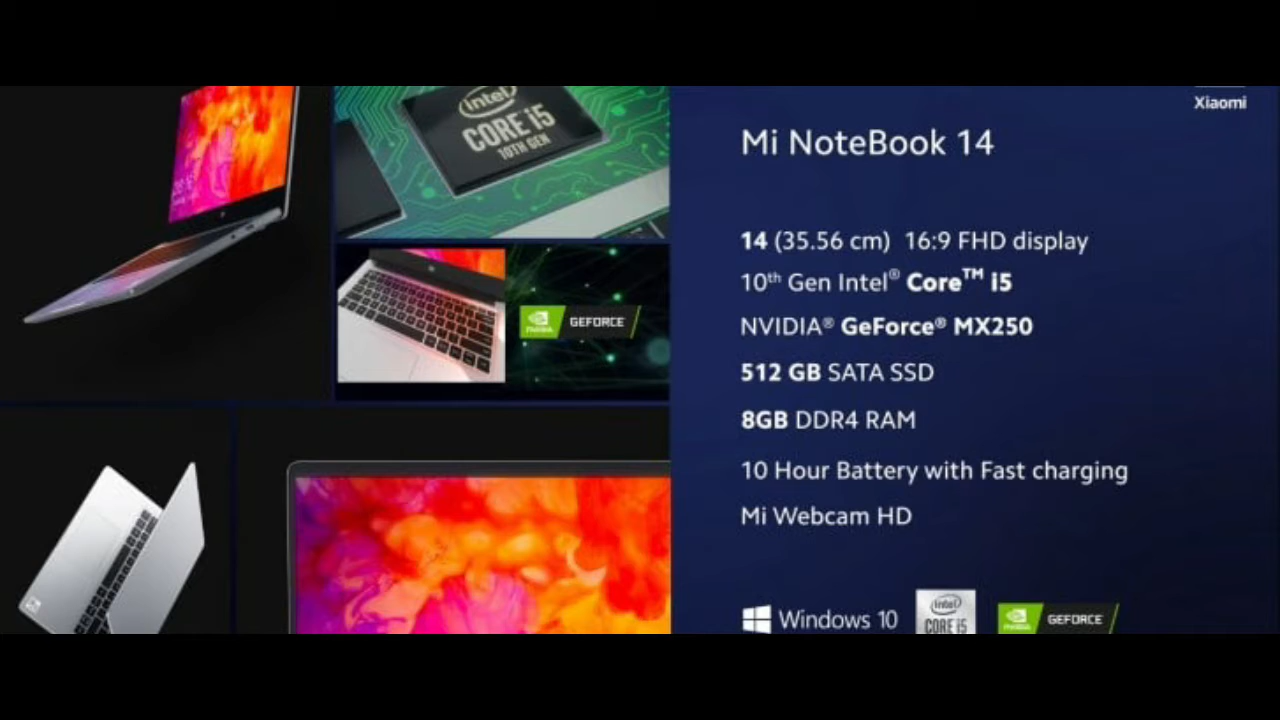 Xiaomi
Mi NoteBook 14
14 (35.56 cm) 16:9 FHD display
10th Gen Intel® Core™ i5
NVIDIA® GeForce® MX250
512 GB SATA SSD
8GB DDR4 RAM
10 Hour Battery with Fast charging
Mi Webcam HD
Windows 10
intel
CORE i5
NVIDIA
GEFORCE
intel
CORE i5
10TH GEN
NVIDIA
GEFORCE